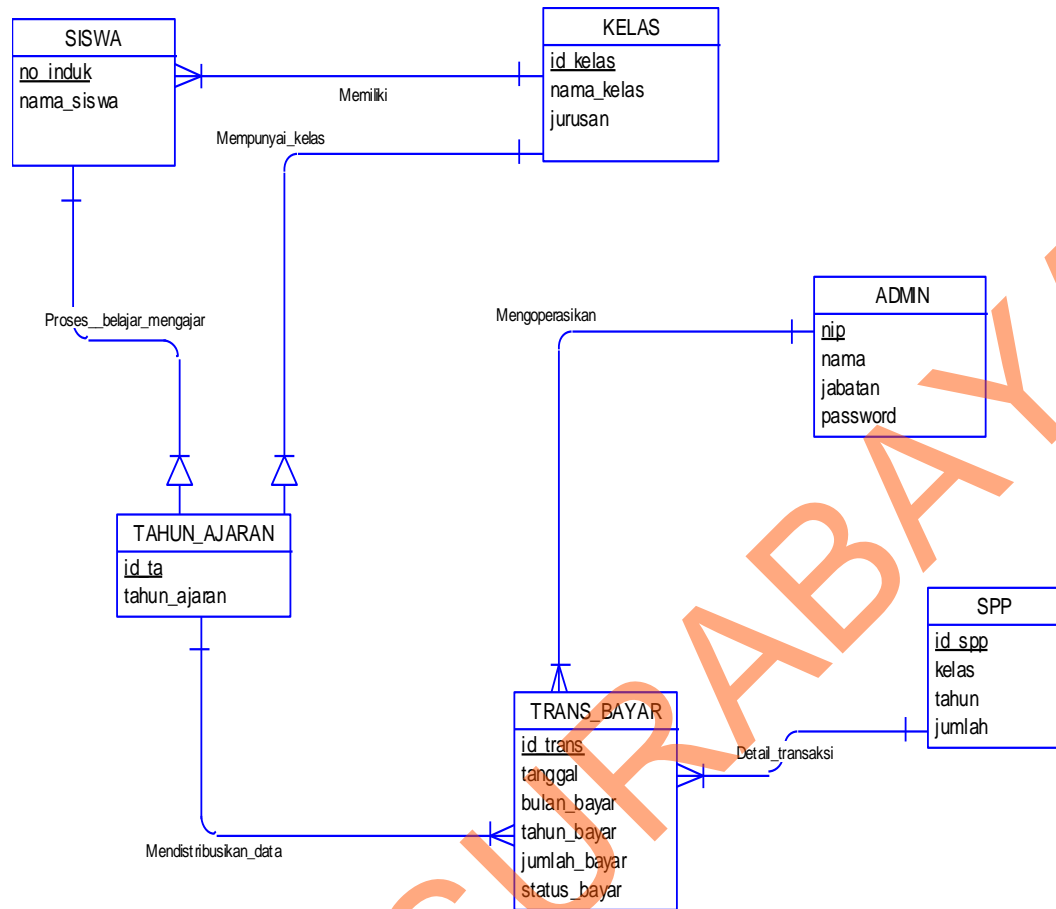 SISWA
no_induk
nama_siswa
KELAS
id_kelas
nama_kelas
jurusan
Memiliki
Mempunyai_kelas
Proses__belajar_mengajar
Mengoperasikan
ADMIN
nip
nama
jabatan
password
TAHUN_AJARAN
id_ta
tahun_ajaran
SPP
id_spp
kelas
tahun
jumlah
TRANS_BAYAR
id_trans
tanggal
bulan_bayar
tahun_bayar
jumlah_bayar
status_bayar
Detail_transaksi
Mendistribusikan_data
SURABAYA